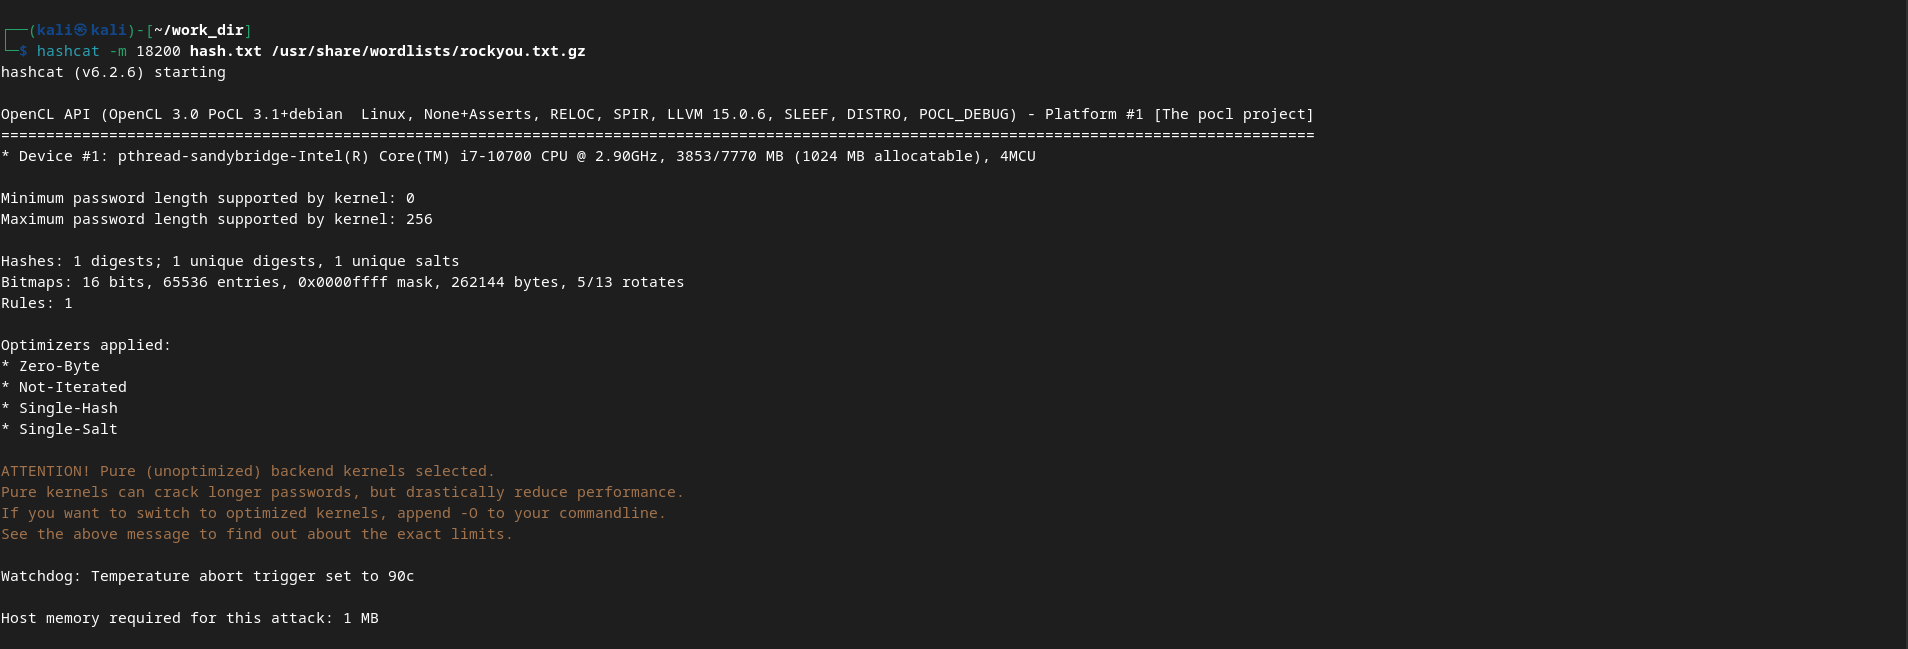 ┌──(kali㉿kali)-[~/work_dir]
└─$ hashcat -m 18200 hash.txt /usr/share/wordlists/rockyou.txt.gz
hashcat (v6.2.6) starting
OpenCL API (OpenCL 3.0 PoCL 3.1+debian  Linux, None+Asserts, RELOC, SPIR, LLVM 15.0.6, SLEEF, DISTRO, POCL_DEBUG) - Platform #1 [The pocl project]
==================================================================================================================================================
* Device #1: pthread-sandybridge-Intel(R) Core(TM) i7-10700 CPU @ 2.90GHz, 3853/7770 MB (1024 MB allocatable), 4MCU
Minimum password length supported by kernel: 0
Maximum password length supported by kernel: 256
Hashes: 1 digests; 1 unique digests, 1 unique salts
Bitmaps: 16 bits, 65536 entries, 0x0000ffff mask, 262144 bytes, 5/13 rotates
Rules: 1
Optimizers applied:
* Zero-Byte
* Not-Iterated
* Single-Hash
* Single-Salt
ATTENTION! Pure (unoptimized) backend kernels selected.
Pure kernels can crack longer passwords, but drastically reduce performance.
If you want to switch to optimized kernels, append -O to your commandline.
See the above message to find out about the exact limits.
Watchdog: Temperature abort trigger set to 90c
Host memory required for this attack: 1 MB